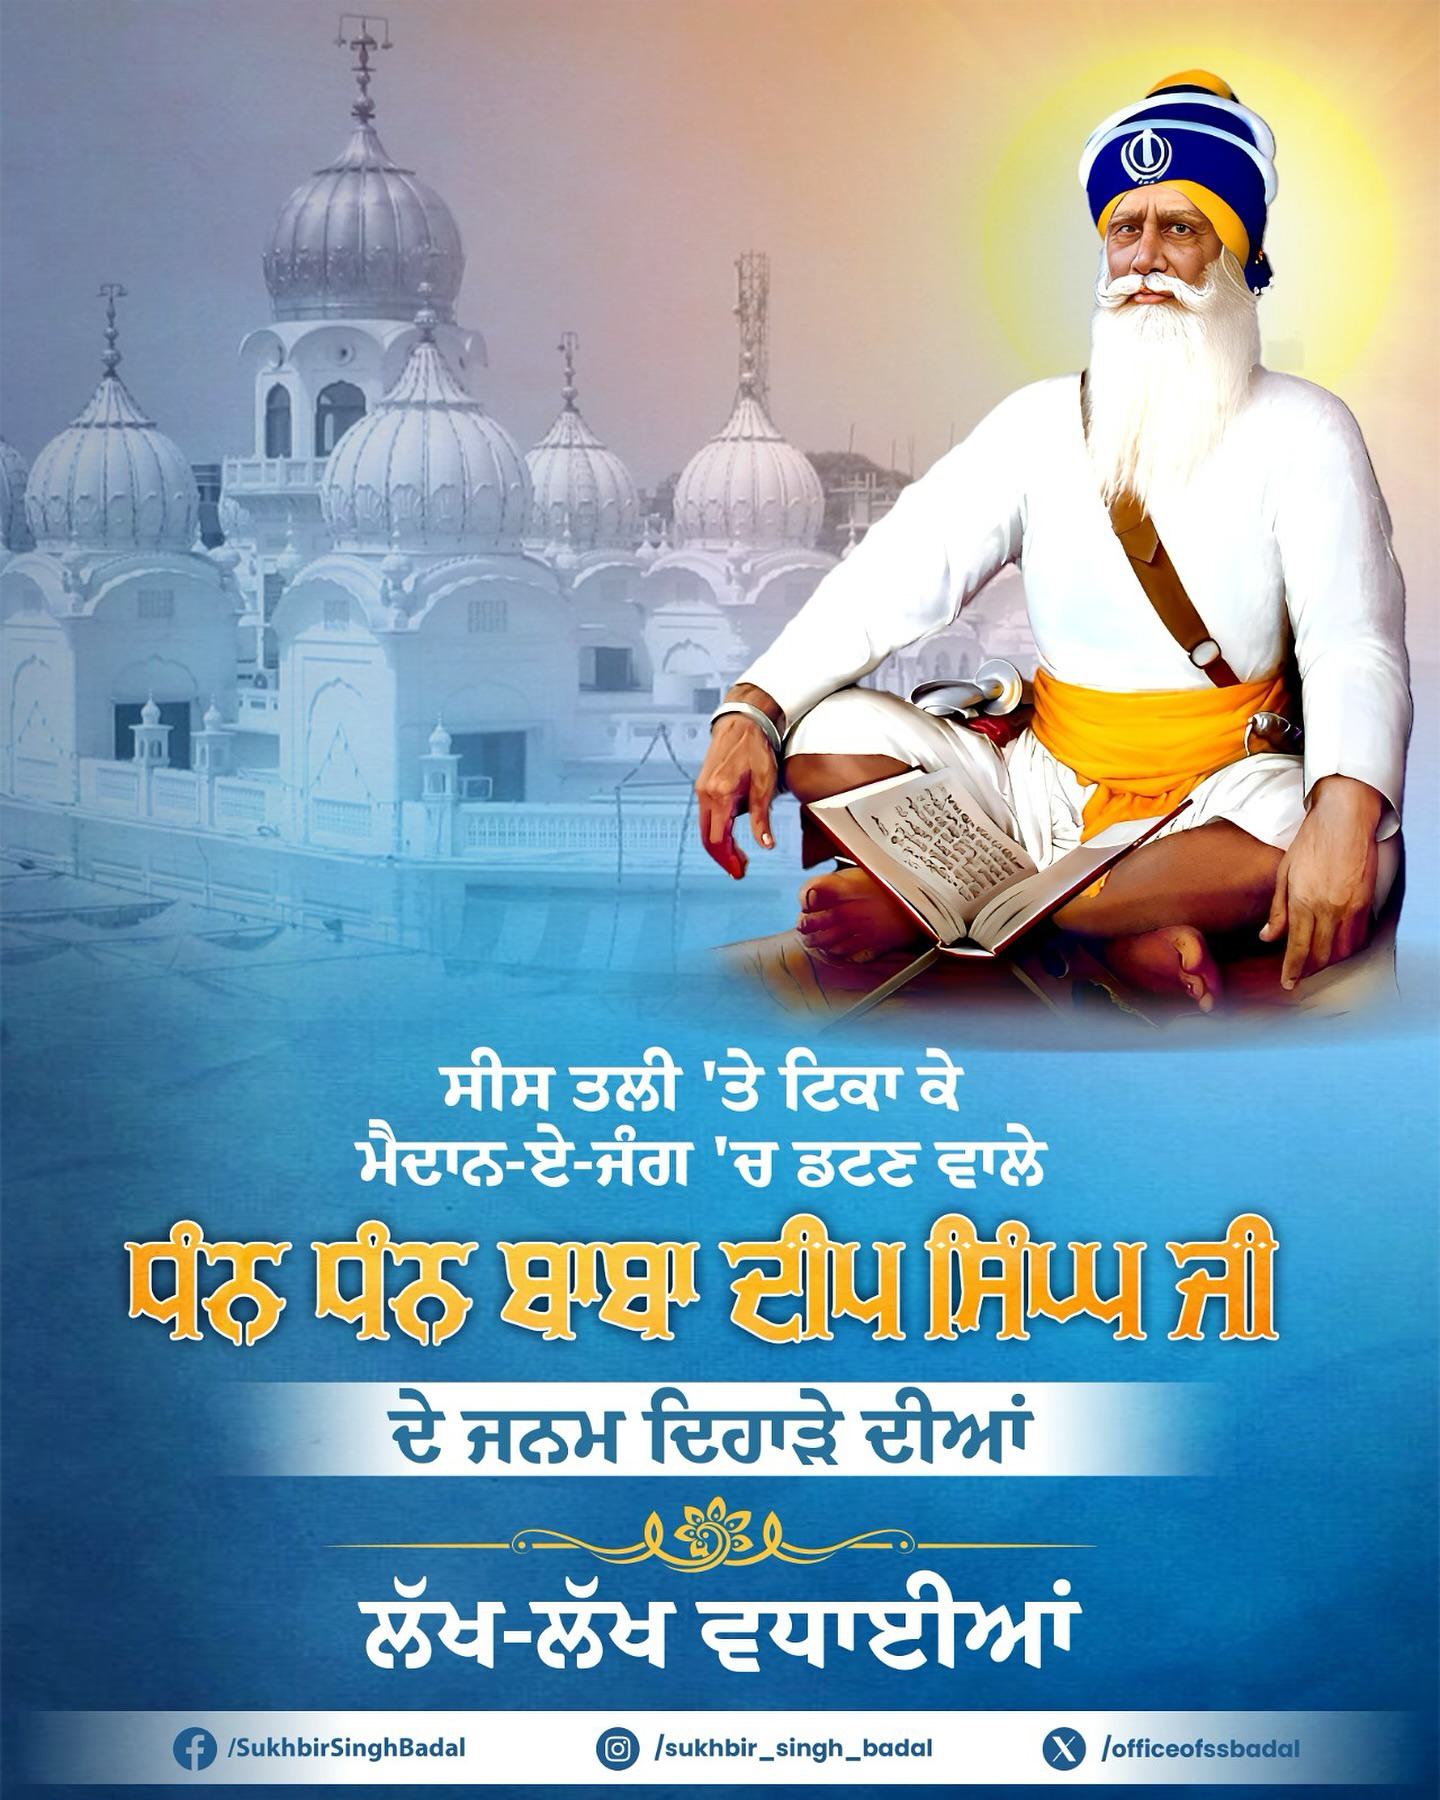 ਸੀਸ ਤਲੀ 'ਤੇ ਟਿਕਾ ਕੇ
ਮੈਦਾਨ-ਏ-ਜੰਗ 'ਚ ਡਟਣ ਵਾਲੇ
ਧੰਨ ਧੰਨ ਬਾਬਾ ਦੀਪ ਸਿੰਘ ਜੀ
ਦੇ ਜਨਮ ਦਿਹਾੜੇ ਦੀਆਂ
ਲੱਖ-ਲੱਖ ਵਧਾਈਆਂ
/SukhbirSinghBadal /sukhbir_singh_badal /officeofssbadal